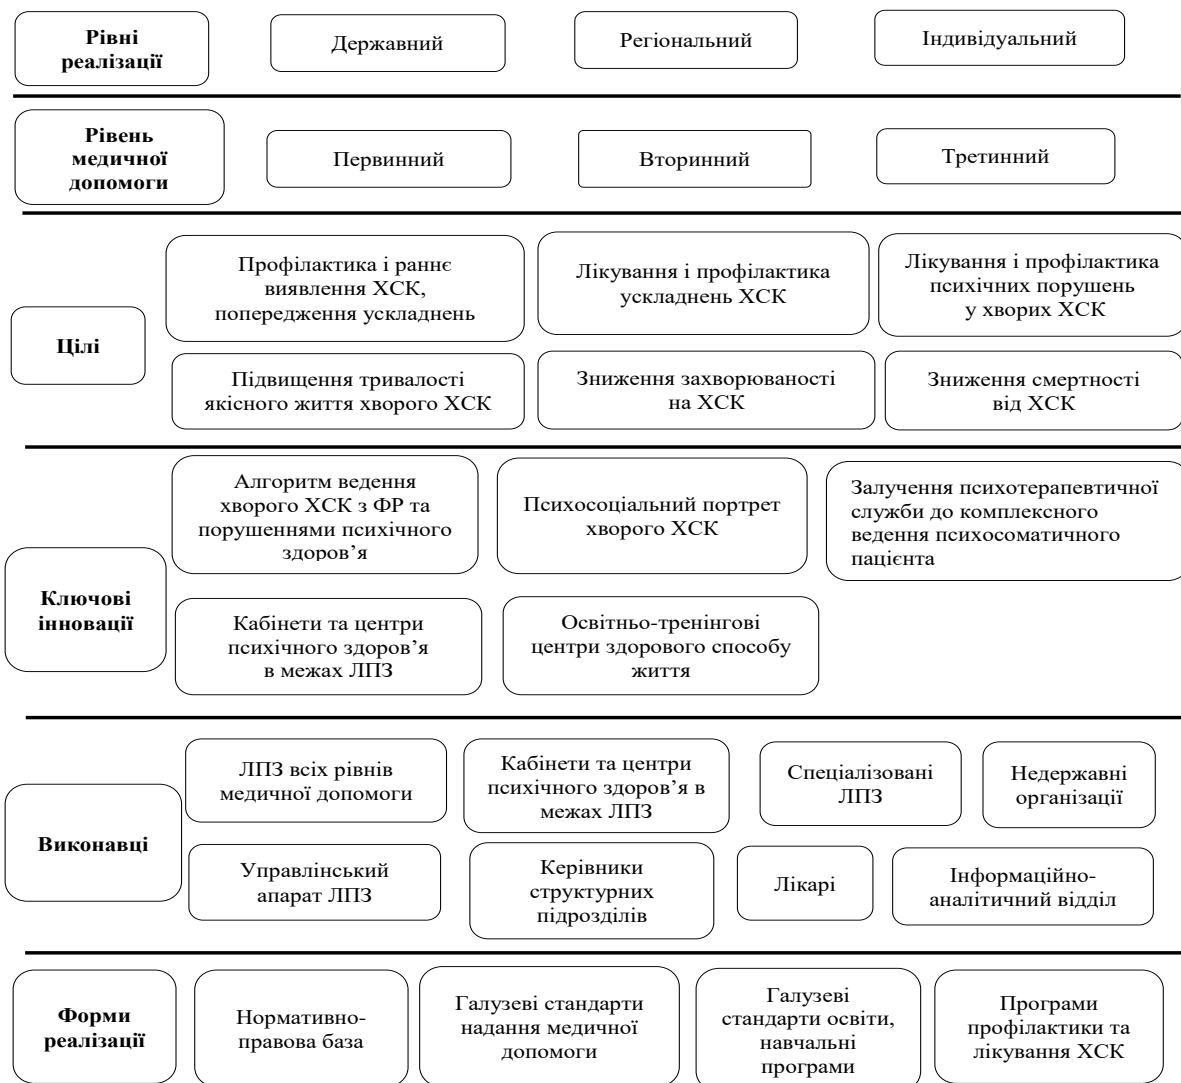 Рівні
реалізації
Державний
Регіональний
Індивідуальний
Рівень
медичної
допомоги
Первинний
Вторинний
Третинний
Цілі
Профілактика і раннє
виявлення ХСК,
попередження ускладнень
Лікування і профілактика
ускладнень ХСК
Лікування і профілактика
психічних порушень
у хворих ХСК
Підвищення тривалості
якісного життя хворого ХСК
Зниження захворюваності
на ХСК
Зниження смертності
від ХСК
Ключові
інновації
Алгоритм ведення
хворого ХСК з ФР та
порушеннями психічного
здоров’я
Психосоціальний портрет
хворого ХСК
Залучення психотерапевтичної
служби до комплексного
ведення психосоматичного
пацієнта
Кабінети та центри
психічного здоров’я
в межах ЛПЗ
Освітньо-тренінгові
центри здорового способу
життя
Виконавці
ЛПЗ всіх рівнів
медичної допомоги
Кабінети та центри
психічного здоров’я в
межах ЛПЗ
Спеціалізовані
ЛПЗ
Недержавні
організації
Управлінський
апарат ЛПЗ
Керівники
структурних
підрозділів
Лікарі
Інформаційно-
аналітичний відділ
Форми
реалізації
Нормативно-
правова база
Галузеві стандарти
надання медичної
допомоги
Галузеві
стандарти освіти,
навчальні
програми
Програми
профілактики та
лікування ХСК